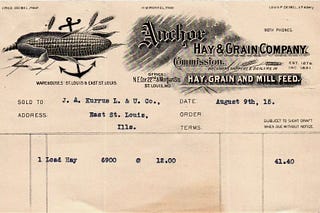 BOTH PHONES.
Anchor
HAY & GRAIN COMPANY.
Commission.
HAY, GRAIN AND MILL FEED.
OFFICES:
ST. LOUIS, MO.
WAREHOUSES: ST. LOUIS & EAST ST. LOUIS.
SOLD TO J. A. Kurrus L. & U. Co., DATE August 9th, 15.
ADDRESS East St. Louis, ORDER
Ills. TERMS
SUBJECT TO SIGHT DRAFT
WHEN DUE WITHOUT NOTICE.
1 Load Hay 6900 @ 12.00 41.40